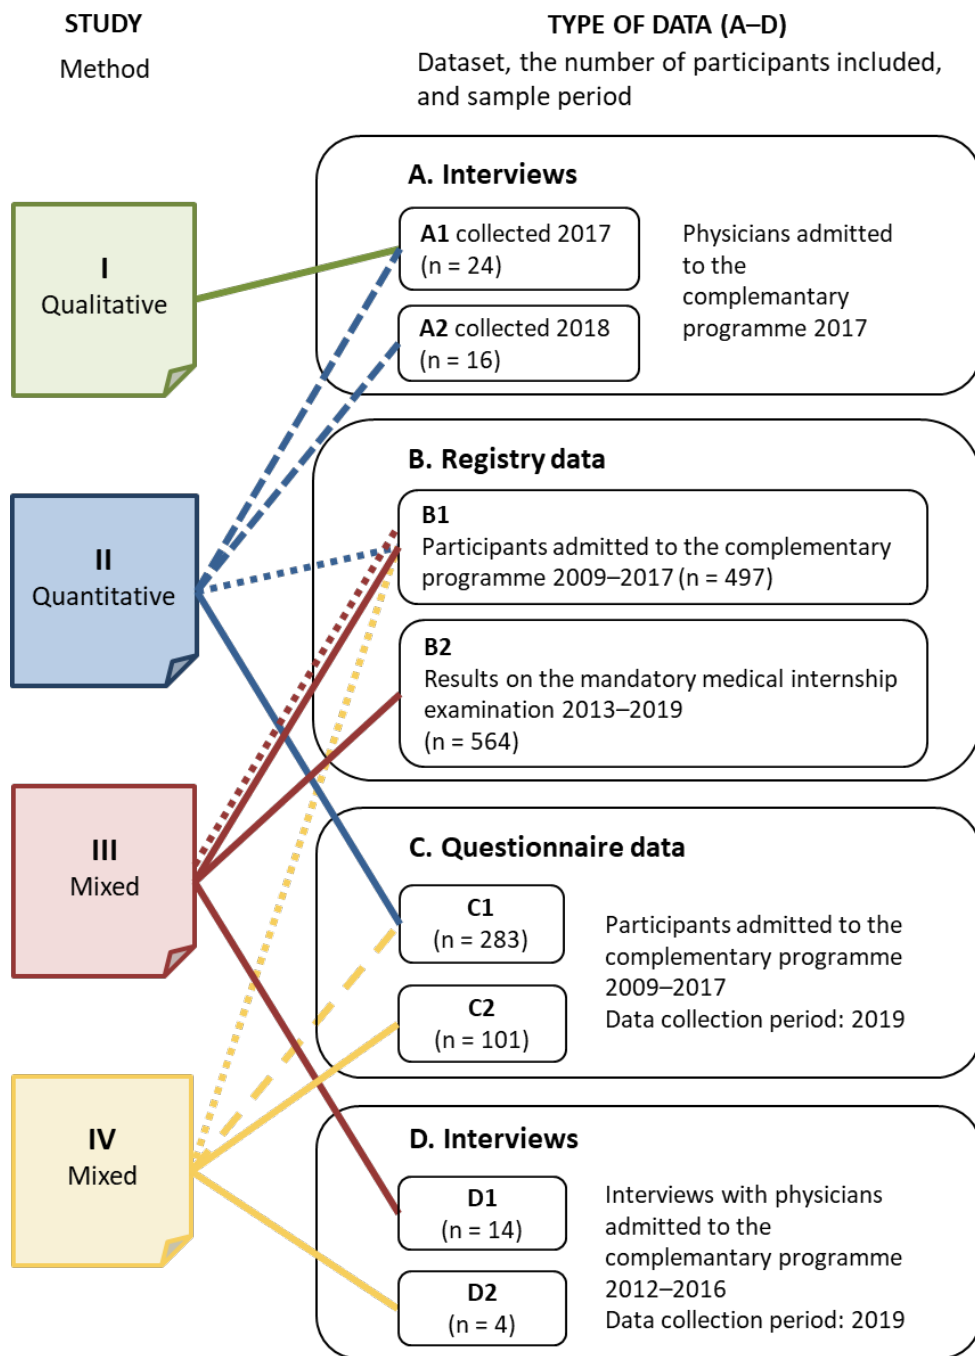 STUDY
Method
TYPE OF DATA (A–D)
Dataset, the number of participants included,
and sample period
I
Qualitative
II
Quantitative
III
Mixed
IV
Mixed
A. Interviews
A1 collected 2017
(n = 24)
A2 collected 2018
(n = 16)
Physicians admitted
to the
complemantary
programme 2017
B. Registry data
B1
Participants admitted to the complementary
programme 2009–2017 (n = 497)
B2
Results on the mandatory medical internship
examination 2013–2019
(n = 564)
C. Questionnaire data
C1
(n = 283)
C2
(n = 101)
Participants admitted to the
complementary programme
2009–2017
Data collection period: 2019
D. Interviews
D1
(n = 14)
D2
(n = 4)
Interviews with physicians
admitted to the
complemantary programme
2012–2016
Data collection period: 2019